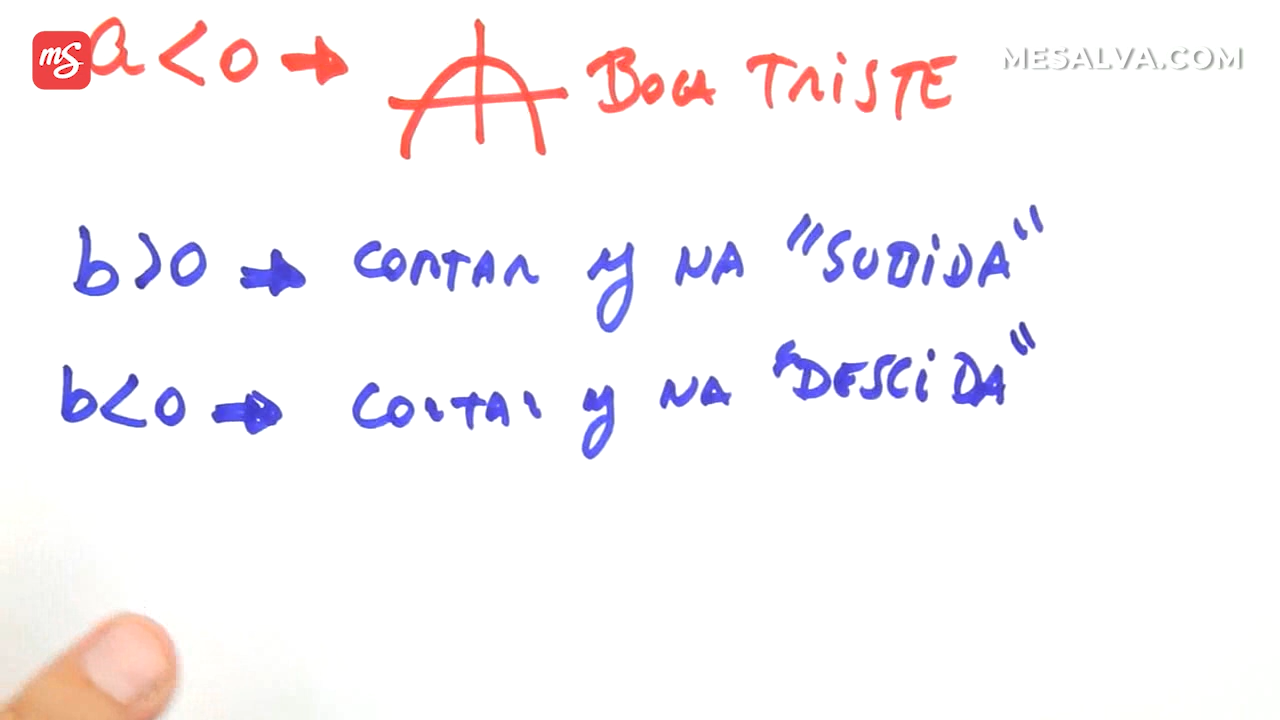 ms
MESALVA.COM
a < 0 → BOCA TRISTE
b > 0 → CORTAR y NA "SUBIDA"
b < 0 → CORTAR y NA "DESCIDA"